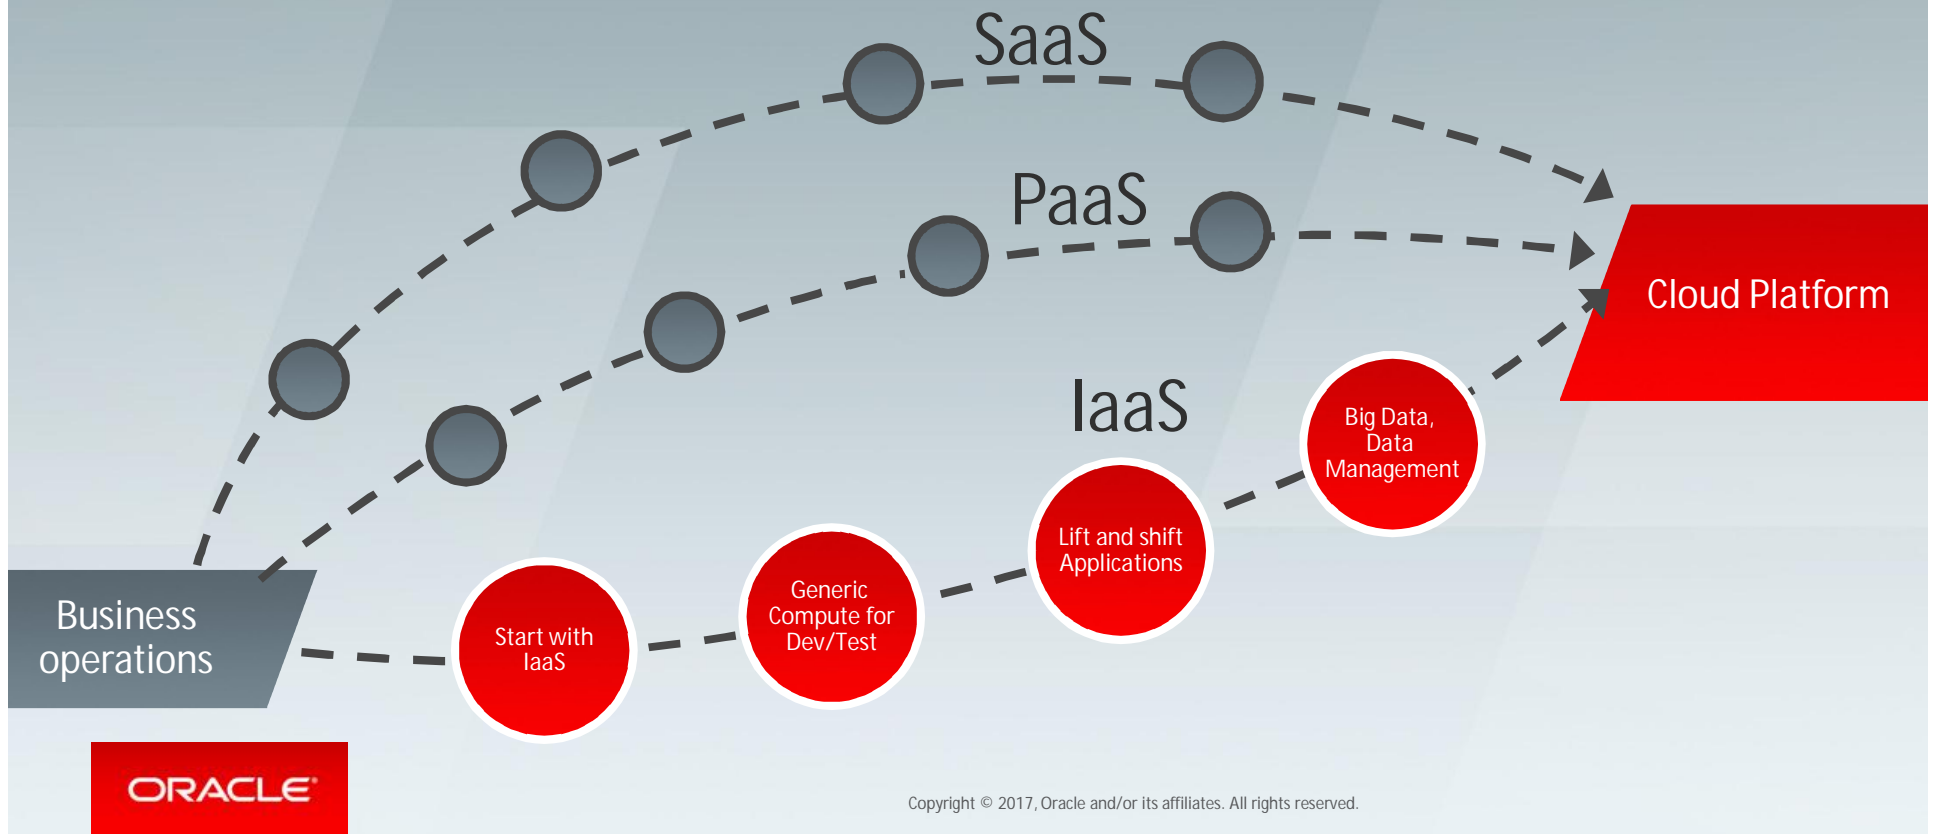 SaaS
PaaS
Cloud Platform
IaaS
Big Data,
Data
Management
Lift and shift
Applications
Generic
Compute for
Dev/Test
Start with
IaaS
Business
operations
ORACLE®
Copyright © 2017, Oracle and/or its affiliates. All rights reserved.